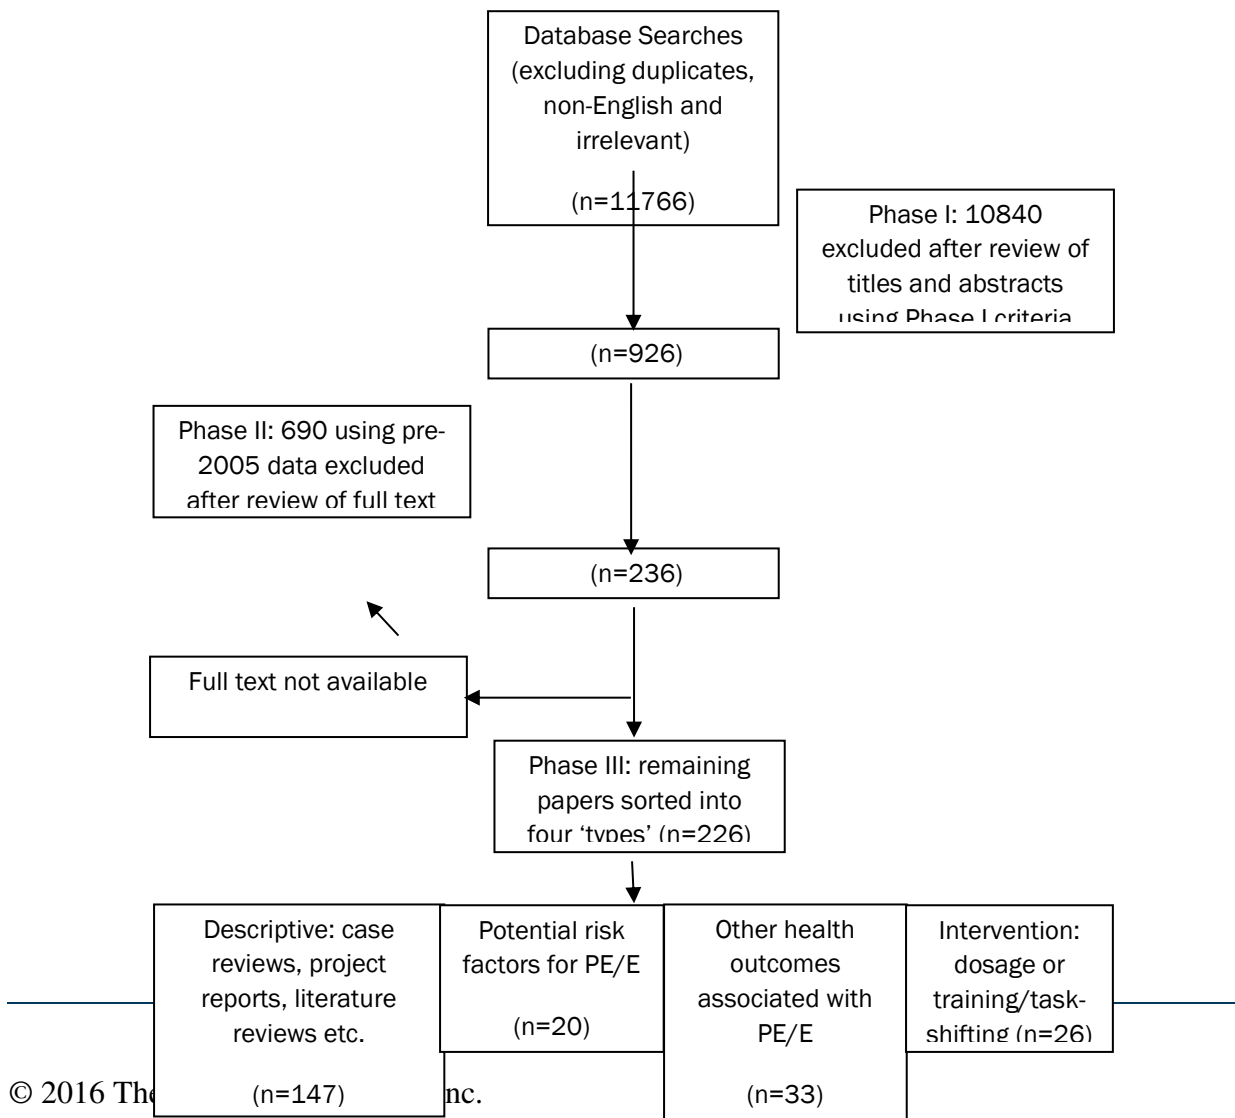 Database Searches
(excluding duplicates,
non-English and
irrelevant)
(n=11766)
Phase I: 10840
excluded after review of
titles and abstracts
using Phase I criteria
(n=926)
Phase II: 690 using pre-
2005 data excluded
after review of full text
(n=236)
Full text not available
Phase III: remaining
papers sorted into
four ‘types’ (n=226)
Descriptive: case
reviews, project
reports, literature
reviews etc.
(n=147)
Potential risk
factors for PE/E
(n=20)
Other health
outcomes
associated with
PE/E
(n=33)
Intervention:
dosage or
training/task-
shifting (n=26)
© 2016 The nc.